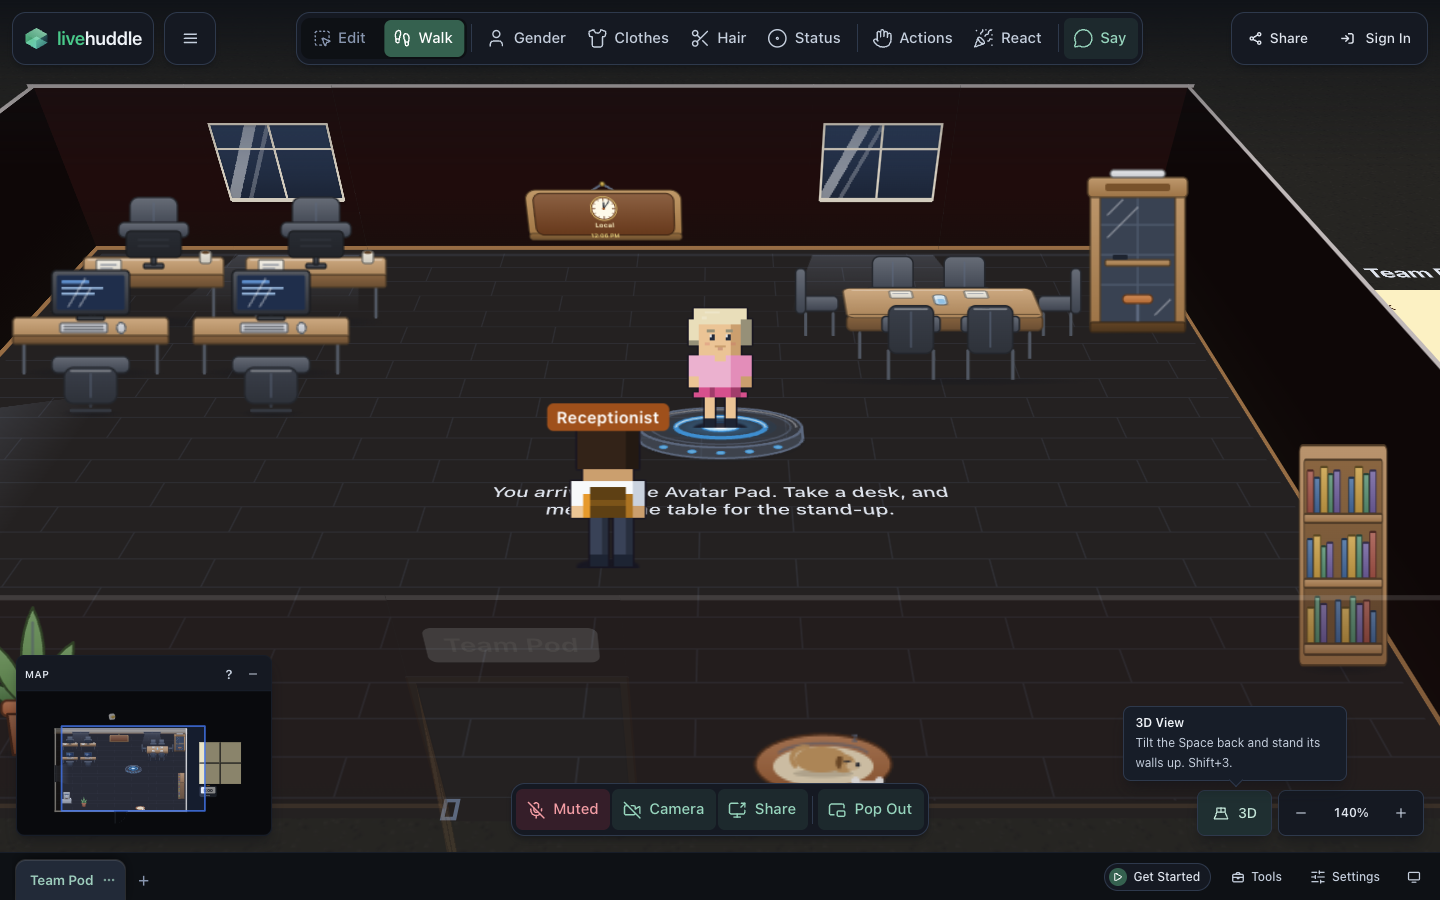 livehuddle
Edit
Walk
Gender
Clothes
Hair
Status
Actions
React
Say
Share
Sign In
Local
12:05 PM
Team
Receptionist
You arri
e Avatar Pad. Take a desk, and
me
e table for the stand-up.
Team Pod
MAP
?
3D View
Tilt the Space back and stand its
walls up. Shift+3.
Muted
Camera
Share
Pop Out
3D
140%
Team Pod
Get Started
Tools
Settings